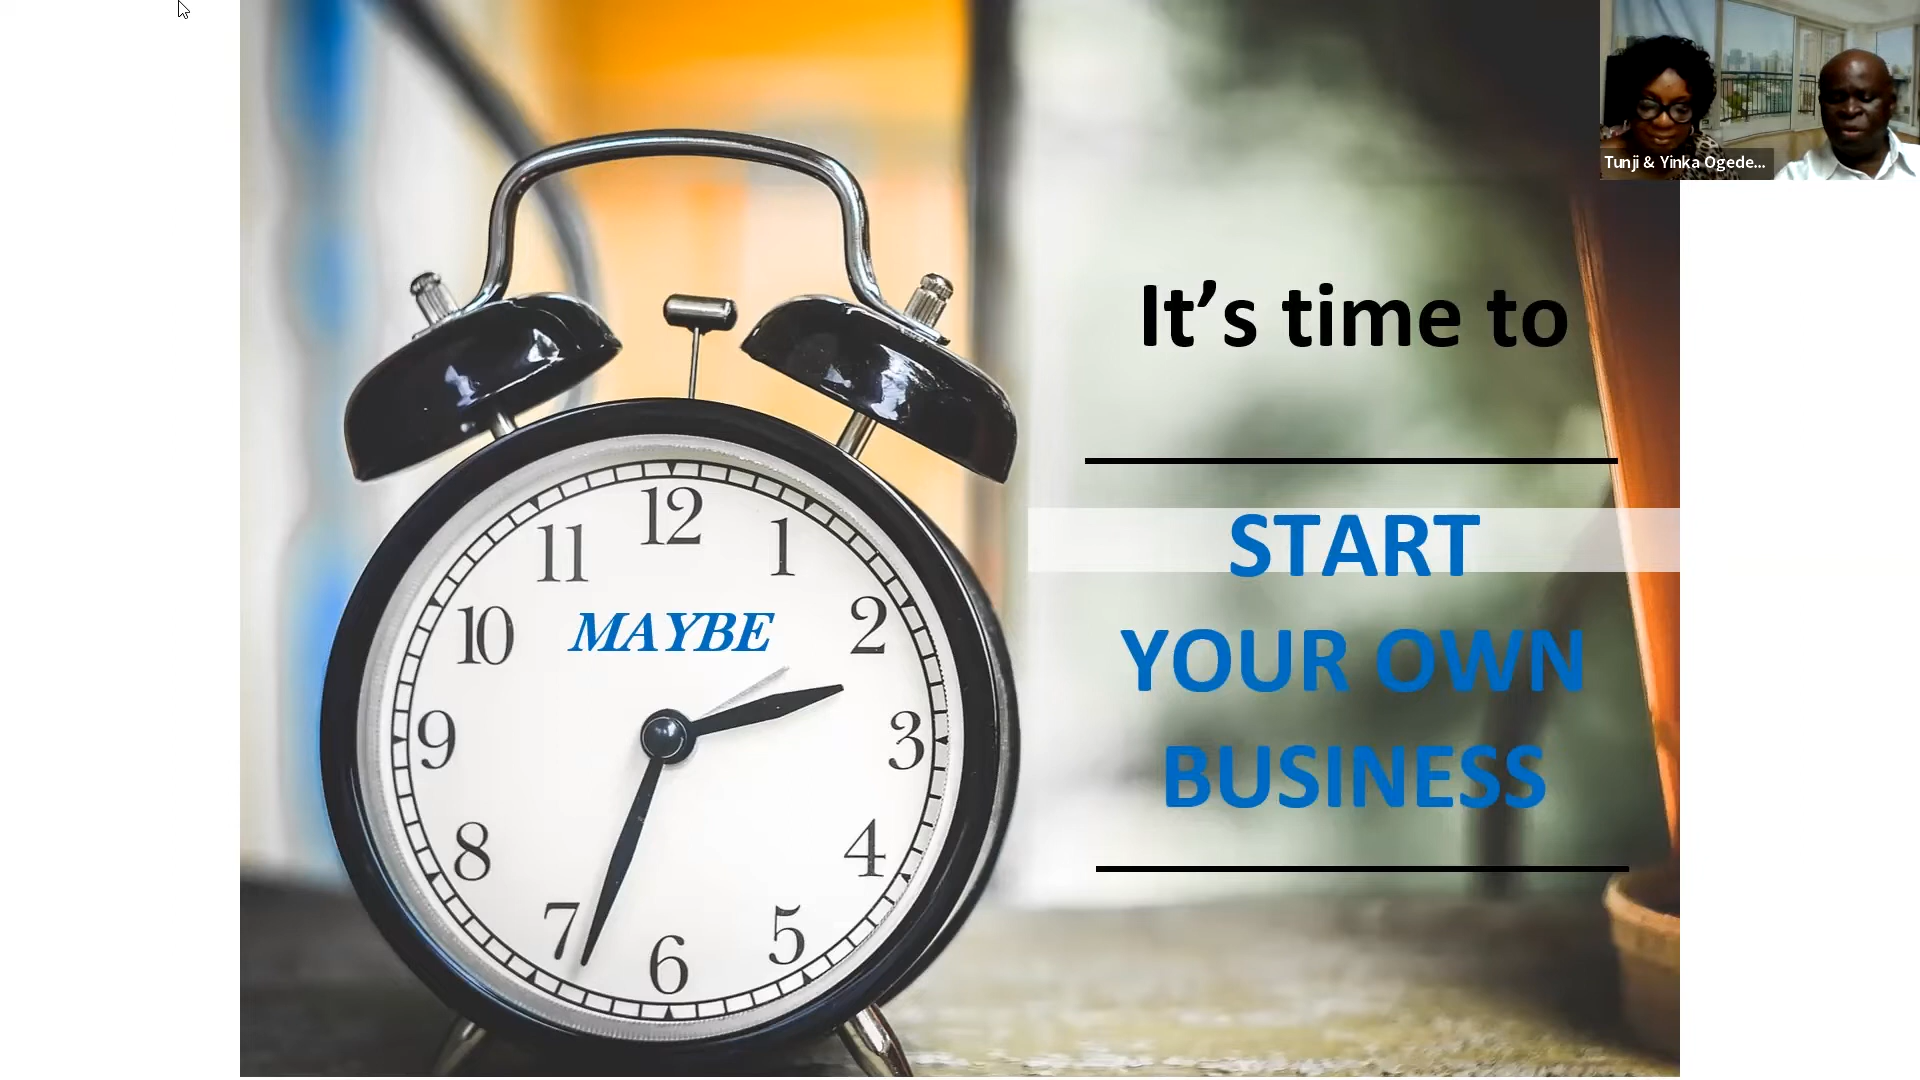 Tunji & Yinka Ogede...
It’s time to
START
YOUR OWN
BUSINESS
MAYBE
12
1
2
3
4
5
6
7
8
9
10
11